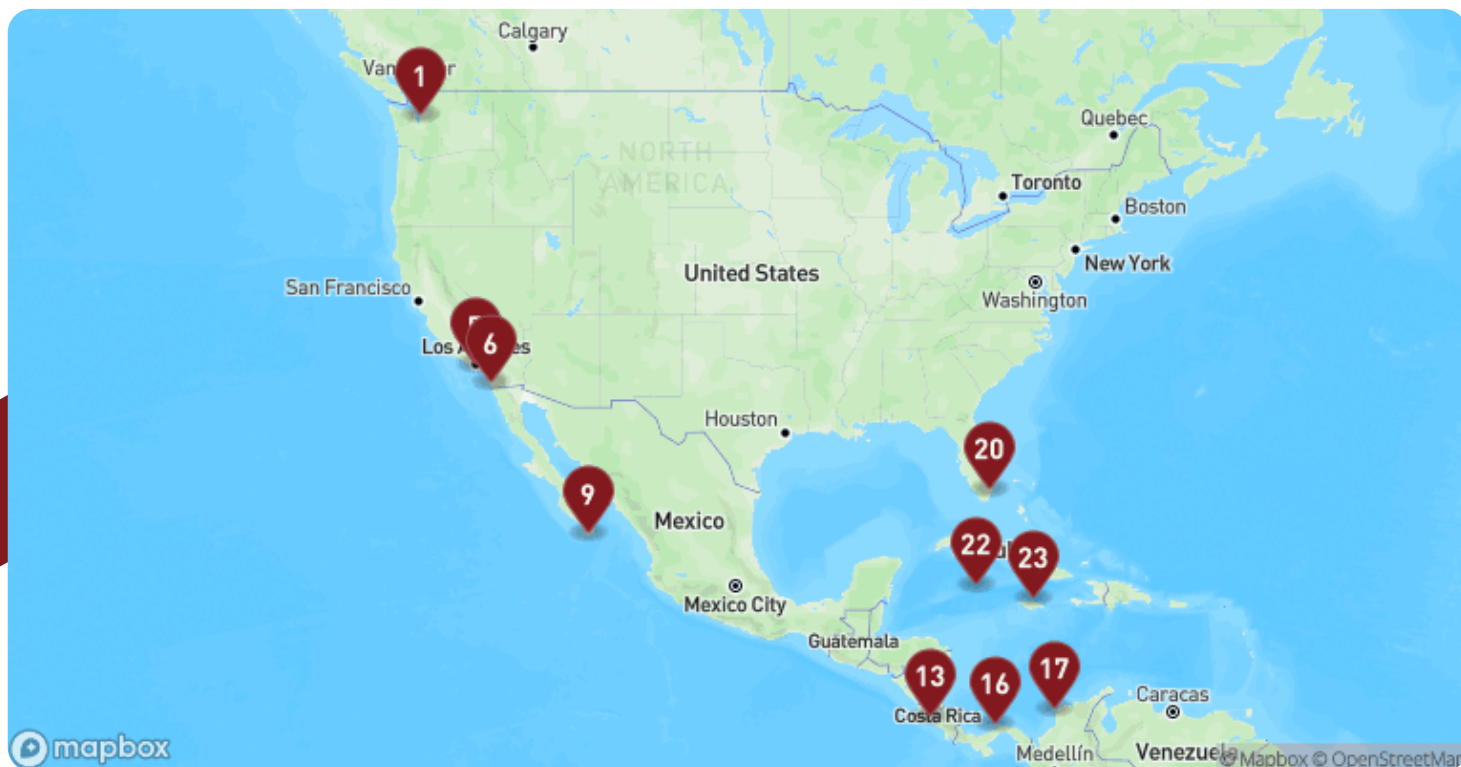 Calgary
1
Quebec
NORTH
AMERICA
Toronto
Boston
New York
United States
San Francisco
Washington
6
Houston
20
9
Mexico
22
23
Mexico City
Guatemala
13
16
17
Costa Rica
Caracas
Medellín
mapbox
© Mapbox © OpenStreetMap